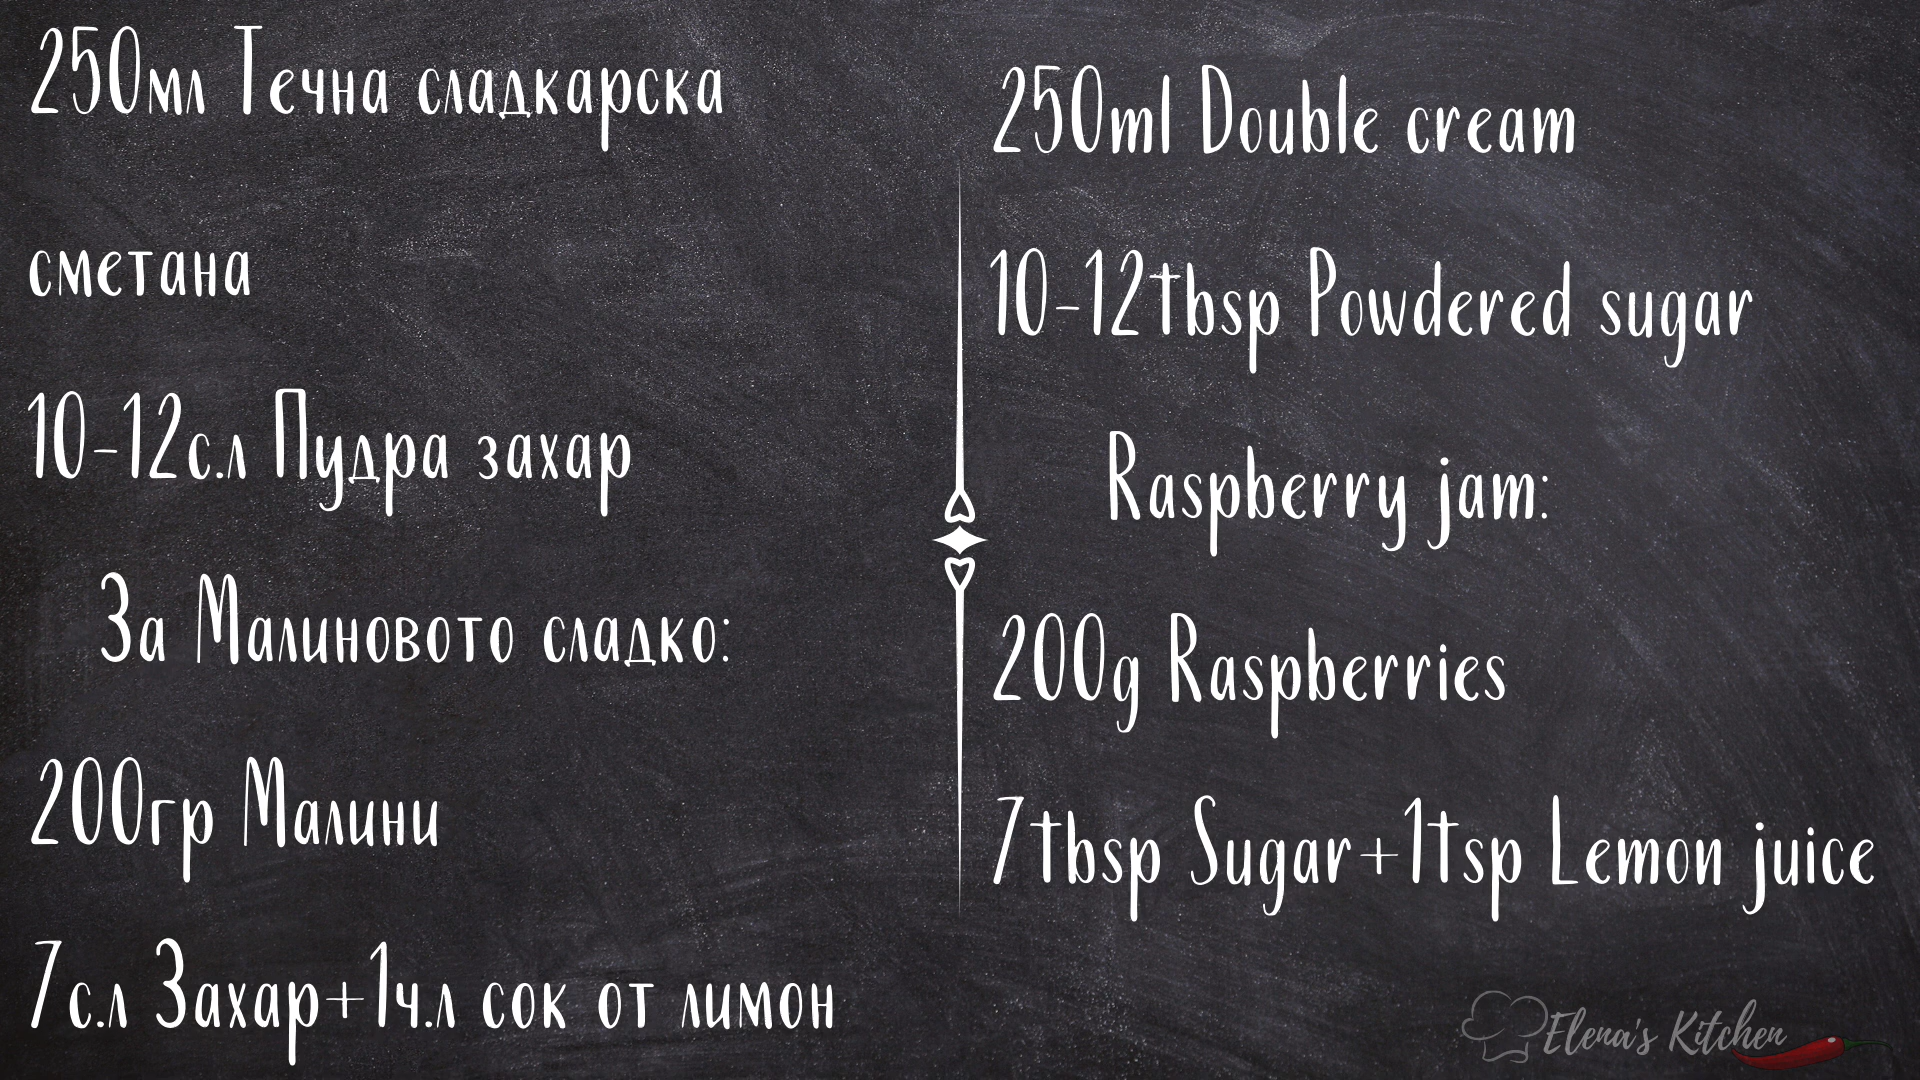 250мл Течна сладкарска
сметана
10-12с.л Пудра захар
За Малиновото сладко:
200гр Малини
7с.л Захар+1ч.л сок от лимон
250ml Double cream
10-12tbsp Powdered sugar
Raspberry jam:
200g Raspberries
7tbsp Sugar+1tsp Lemon juice
Elena's Kitchen